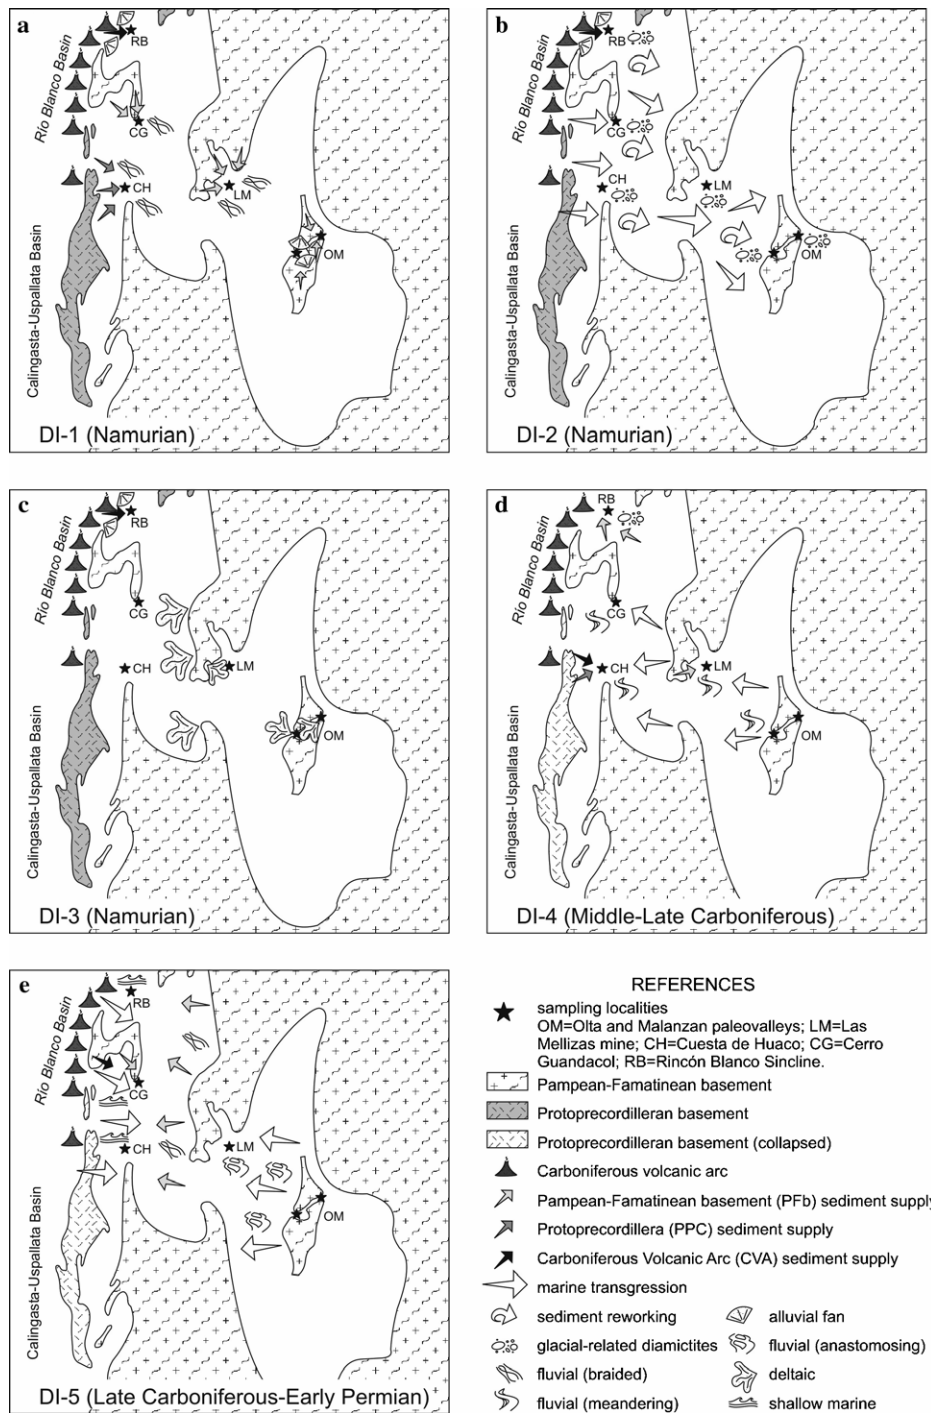 a
RB
Río Blanco Basin
CG
CH
LM
OM
Calingasta-Uspallata Basin
DI-1 (Namurian)
b
RB
Río Blanco Basin
CG
CH
LM
OM
Calingasta-Uspallata Basin
DI-2 (Namurian)
c
RB
Río Blanco Basin
CG
CH
LM
OM
Calingasta-Uspallata Basin
DI-3 (Namurian)
d
RB
Río Blanco Basin
CG
CH
LM
OM
Calingasta-Uspallata Basin
DI-4 (Middle-Late Carboniferous)
e
RB
Río Blanco Basin
CG
CH
LM
OM
Calingasta-Uspallata Basin
DI-5 (Late Carboniferous-Early Permian)
REFERENCES
sampling localities
OM=Olta and Malanzan paleovalleys; LM=Las
Mellizas mine; CH=Cuesta de Huaco; CG=Cerro
Guandacol; RB=Rincón Blanco Sincline.
Pampean-Famatinean basement
Protoprecordilleran basement
Protoprecordilleran basement (collapsed)
Carboniferous volcanic arc
Pampean-Famatinean basement (PFb) sediment supply
Protoprecordillera (PPC) sediment supply
Carboniferous Volcanic Arc (CVA) sediment supply
marine transgression
sediment reworking
alluvial fan
glacial-related diamictites
fluvial (anastomosing)
fluvial (braided)
deltaic
fluvial (meandering)
shallow marine